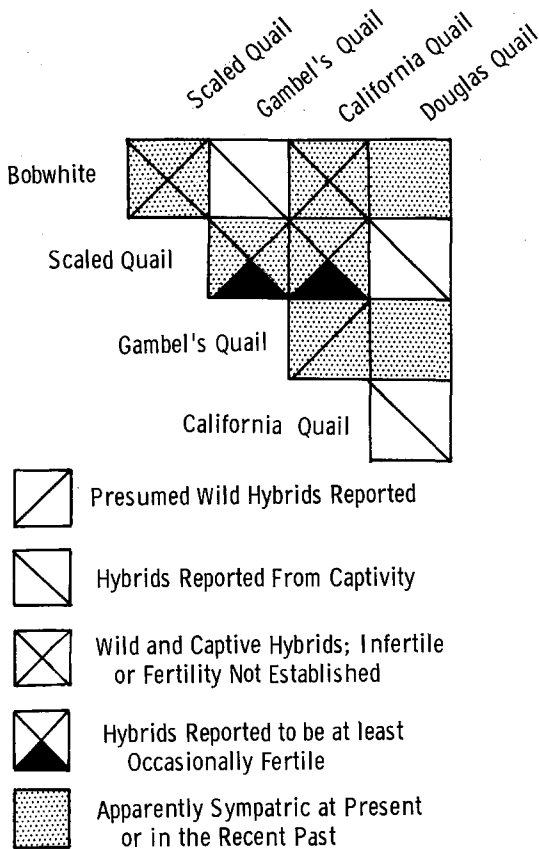 Scaled Quail
Gambel's Quail
California Quail
Douglas Quail
Bobwhite
Scaled Quail
Gambel's Quail
California Quail
Presumed Wild Hybrids Reported
Hybrids Reported From Captivity
Wild and Captive Hybrids; Infertile
or Fertility Not Established
Hybrids Reported to be at least
Occasionally Fertile
Apparently Sympatric at Present
or in the Recent Past